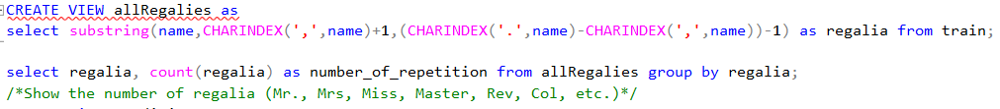 CREATE VIEW allRegalies as
select substring(name,CHARINDEX(',',name)+1,(CHARINDEX('.',name)-CHARINDEX(',',name))-1) as regalia from train;
select regalia, count(regalia) as number_of_repetition from allRegalies group by regalia;
/*Show the number of regalia (Mr., Mrs, Miss, Master, Rev, Col, etc.)*/